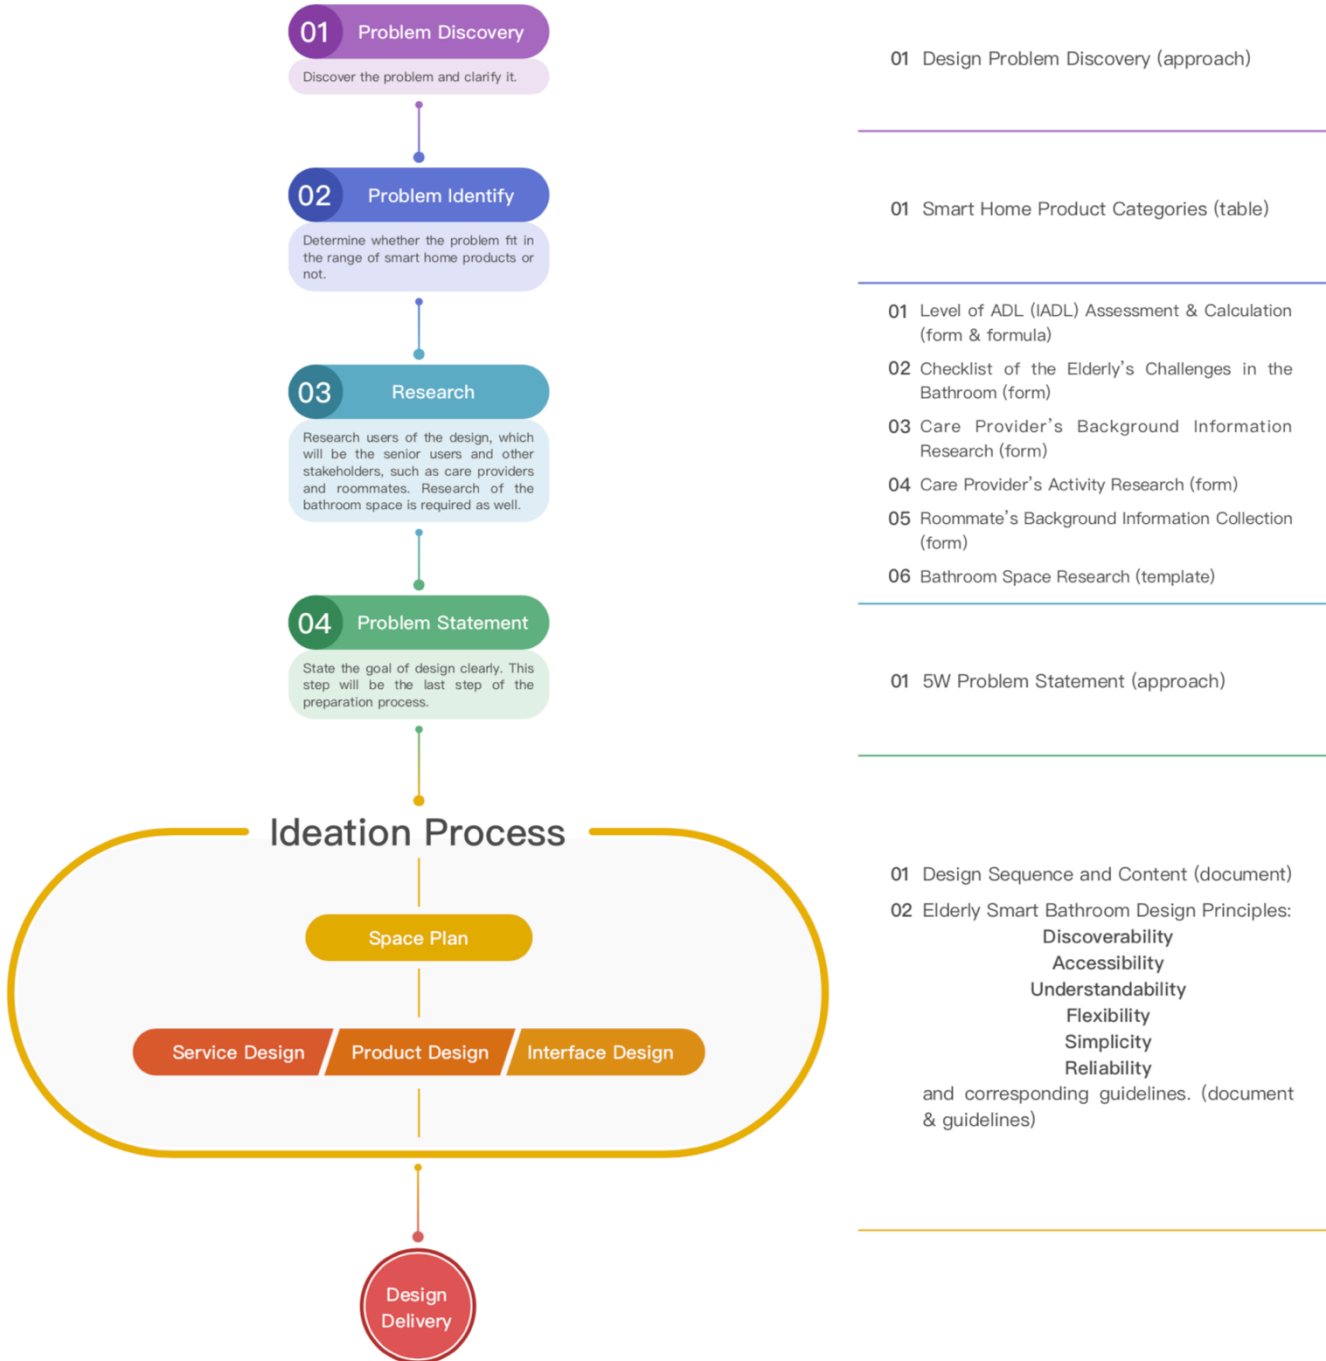 01 Problem Discovery
Discover the problem and clarify it.
01 Design Problem Discovery (approach)
02 Problem Identify
Determine whether the problem fit in
the range of smart home products or
not.
01 Smart Home Product Categories (table)
03 Research
Research users of the design, which
will be the senior users and other
stakeholders, such as care providers
and roommates. Research of the
bathroom space is required as well.
01 Level of ADL (IADL) Assessment & Calculation
(form & formula)
02 Checklist of the Elderly's Challenges in the
Bathroom (form)
03 Care Provider's Background Information
Research (form)
04 Care Provider's Activity Research (form)
05 Roommate's Background Information Collection
(form)
06 Bathroom Space Research (template)
04 Problem Statement
State the goal of design clearly. This
step will be the last step of the
preparation process.
01 5W Problem Statement (approach)
Ideation Process
Space Plan
Service Design
Product Design
Interface Design
01 Design Sequence and Content (document)
02 Elderly Smart Bathroom Design Principles:
Discoverability
Accessibility
Understandability
Flexibility
Simplicity
Reliability
and corresponding guidelines. (document
& guidelines)
Design
Delivery